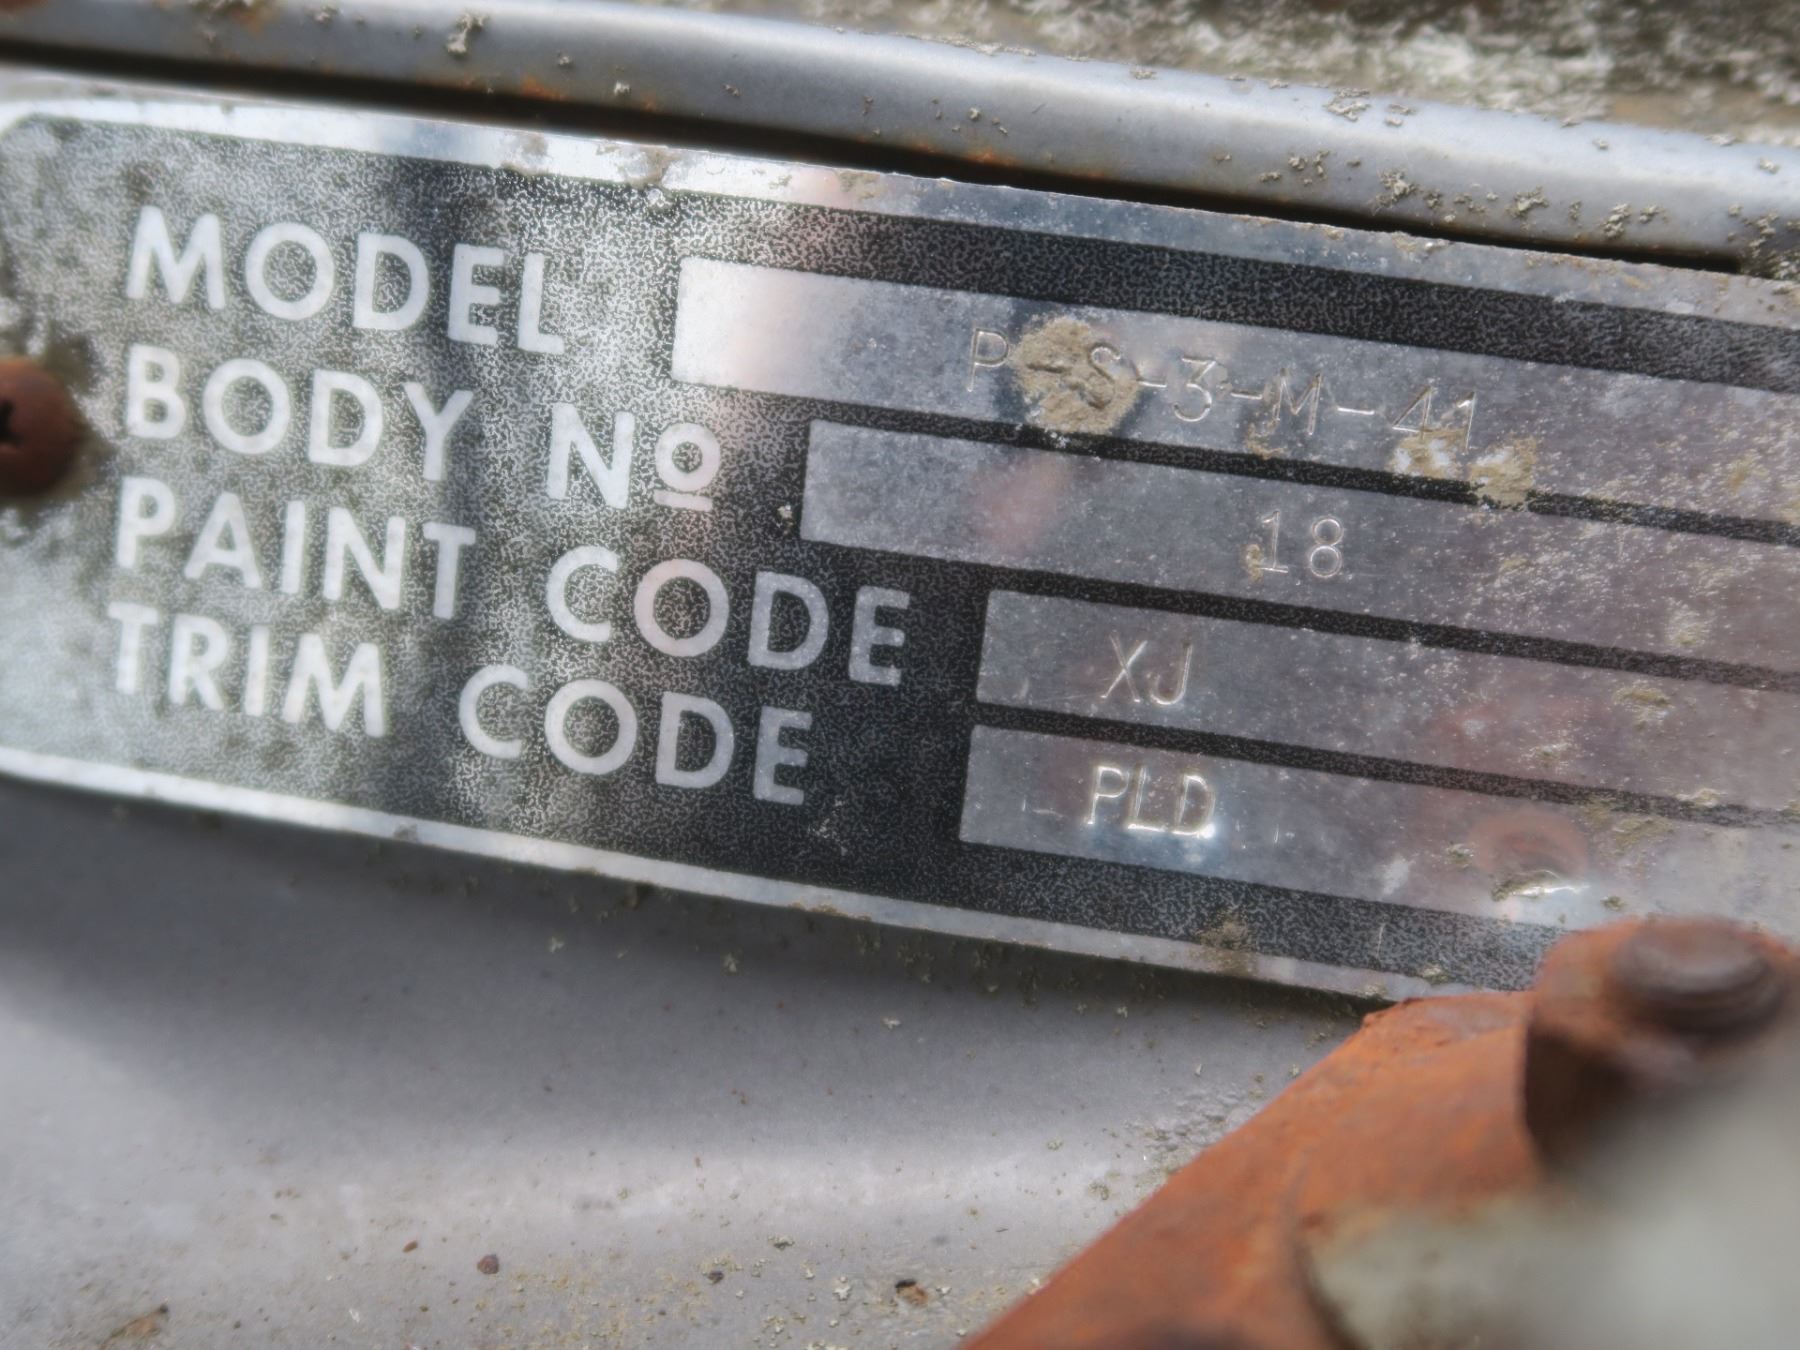 MODEL P-S-3-M-41
BODY Nº 18
PAINT CODE XJ
TRIM CODE PLD